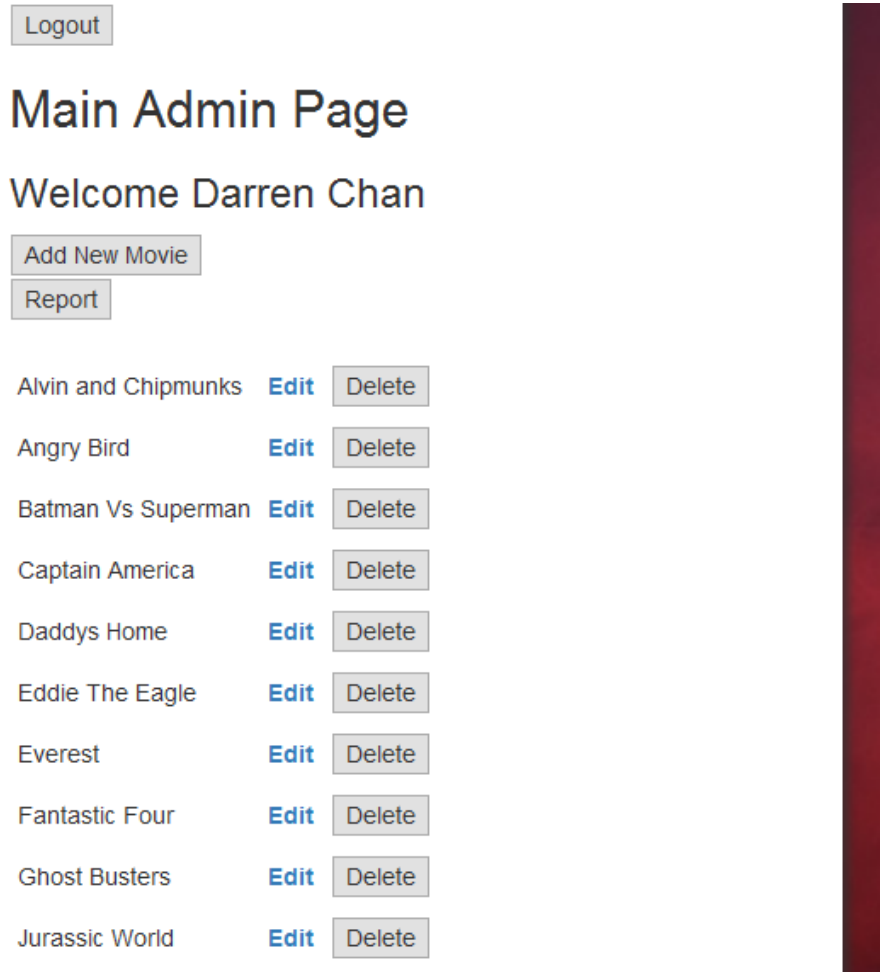 Logout
Main Admin Page
Welcome Darren Chan
Add New Movie
Report
Alvin and Chipmunks Edit Delete
Angry Bird Edit Delete
Batman Vs Superman Edit Delete
Captain America Edit Delete
Daddys Home Edit Delete
Eddie The Eagle Edit Delete
Everest Edit Delete
Fantastic Four Edit Delete
Ghost Busters Edit Delete
Jurassic World Edit Delete